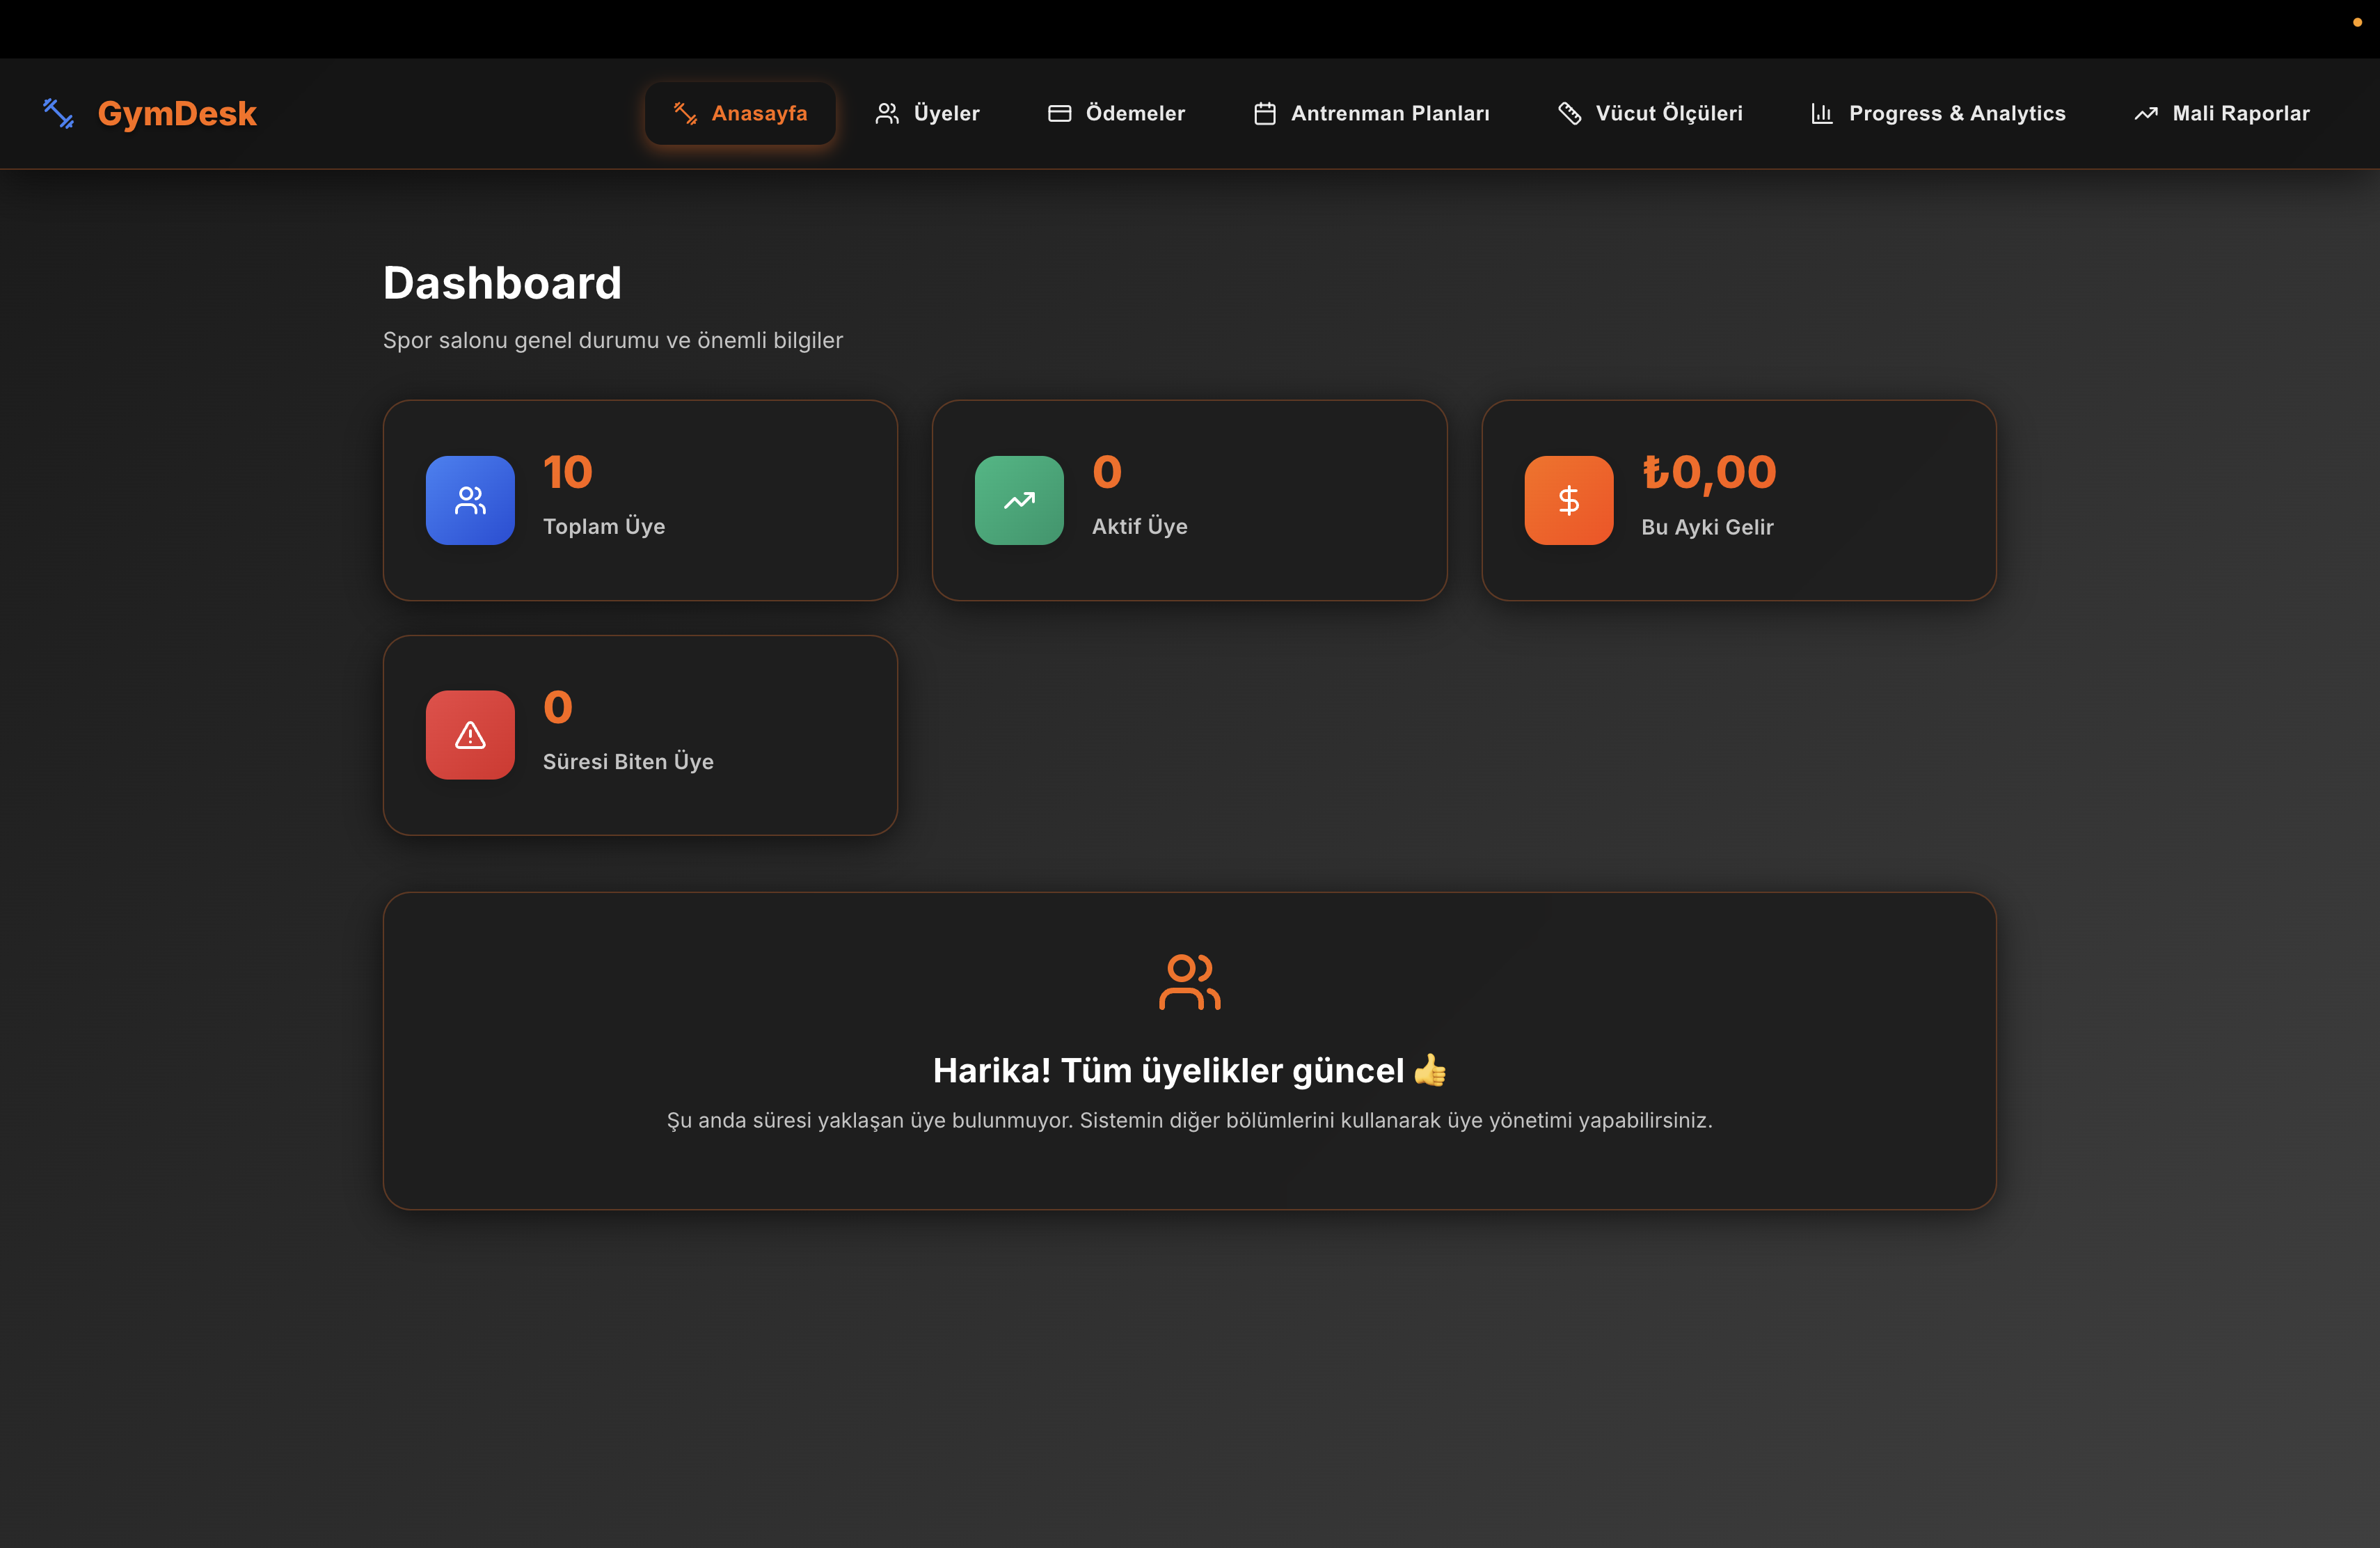 GymDesk
Anasayfa
Üyeler
Ödemeler
Antrenman Planları
Vücut Ölçüleri
Progress & Analytics
Mali Raporlar
Dashboard
Spor salonu genel durumu ve önemli bilgiler
10
Toplam Üye
0
Aktif Üye
₺0,00
Bu Ayki Gelir
0
Süresi Biten Üye
Harika! Tüm üyelikler güncel 👍
Şu anda süresi yaklaşan üye bulunmuyor. Sistemin diğer bölümlerini kullanarak üye yönetimi yapabilirsiniz.